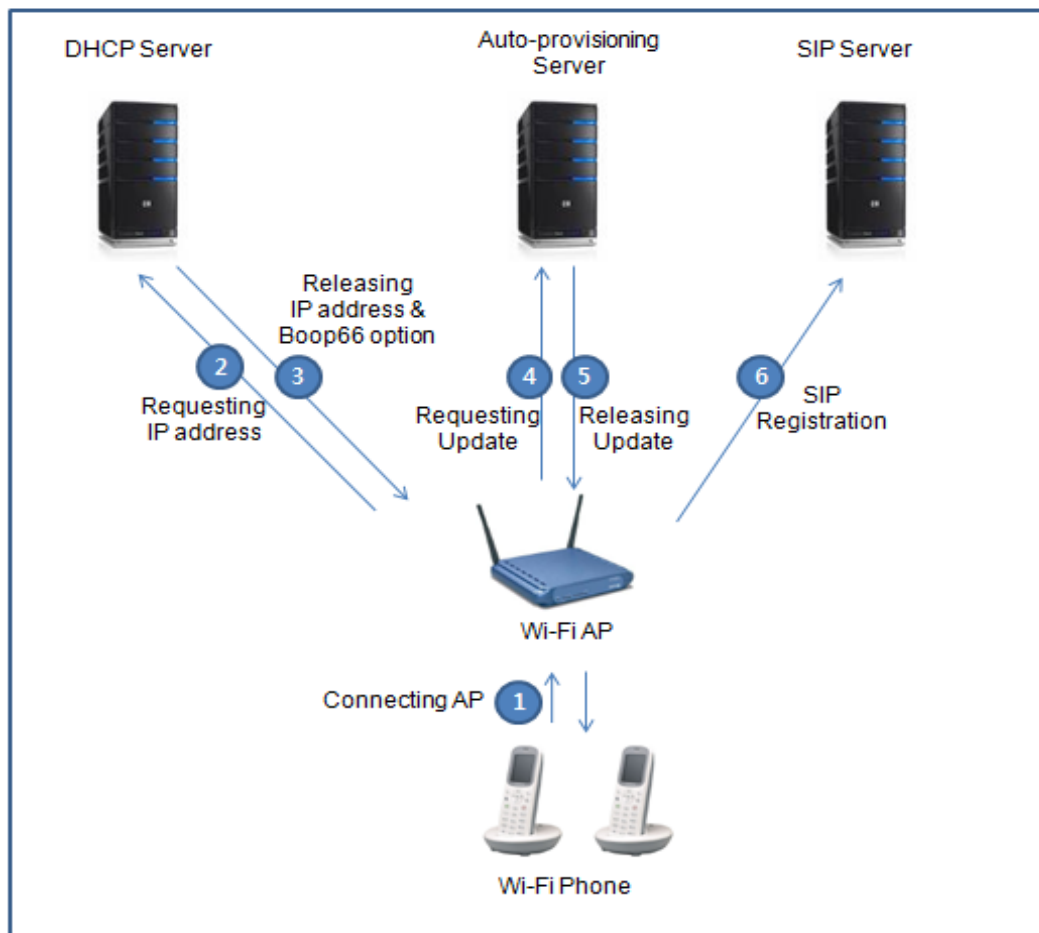 DHCP Server
Auto-provisioning
Server
SIP Server
Releasing
IP address &
Boop66 option
2
3
4
5
6
Requesting
IP address
Requesting
Update
Releasing
Update
SIP
Registration
Wi-Fi AP
Connecting AP
1
Wi-Fi Phone